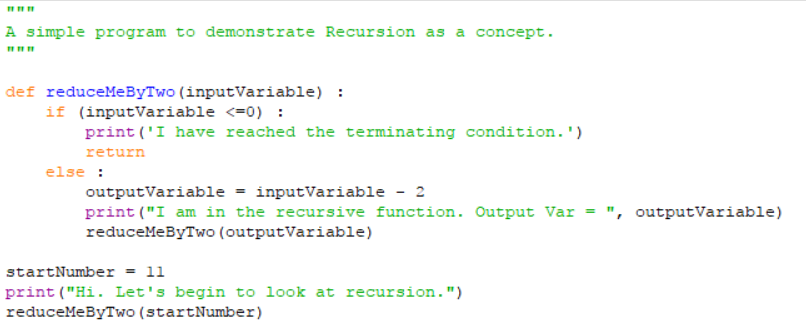 """
A simple program to demonstrate Recursion as a concept.
"""
def reduceMeByTwo(inputVariable) :
    if (inputVariable <=0) :
        print('I have reached the terminating condition.')
        return
    else :
        outputVariable = inputVariable - 2
        print("I am in the recursive function. Output Var = ", outputVariable)
        reduceMeByTwo(outputVariable)
startNumber = 11
print("Hi. Let's begin to look at recursion.")
reduceMeByTwo(startNumber)